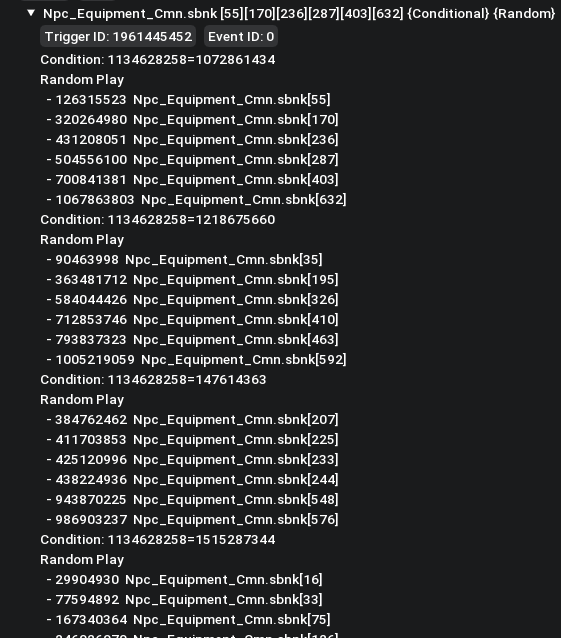 Npc_Equipment_Cmn.sbnk [55][170][236][287][403][632] {Conditional} {Random}
Trigger ID: 1961445452 Event ID: 0
Condition: 1134628258=1072861434
Random Play
- 126315523 Npc_Equipment_Cmn.sbnk[55]
- 320264980 Npc_Equipment_Cmn.sbnk[170]
- 431208051 Npc_Equipment_Cmn.sbnk[236]
- 504556100 Npc_Equipment_Cmn.sbnk[287]
- 700841381 Npc_Equipment_Cmn.sbnk[403]
- 1067863803 Npc_Equipment_Cmn.sbnk[632]
Condition: 1134628258=1218675660
Random Play
- 90463998 Npc_Equipment_Cmn.sbnk[35]
- 363481712 Npc_Equipment_Cmn.sbnk[195]
- 584044426 Npc_Equipment_Cmn.sbnk[326]
- 712853746 Npc_Equipment_Cmn.sbnk[410]
- 793837323 Npc_Equipment_Cmn.sbnk[463]
- 1005219059 Npc_Equipment_Cmn.sbnk[592]
Condition: 1134628258=147614363
Random Play
- 384762462 Npc_Equipment_Cmn.sbnk[207]
- 411703853 Npc_Equipment_Cmn.sbnk[225]
- 425120996 Npc_Equipment_Cmn.sbnk[233]
- 438224936 Npc_Equipment_Cmn.sbnk[244]
- 943870225 Npc_Equipment_Cmn.sbnk[548]
- 986903237 Npc_Equipment_Cmn.sbnk[576]
Condition: 1134628258=1515287344
Random Play
- 29904930 Npc_Equipment_Cmn.sbnk[16]
- 77594892 Npc_Equipment_Cmn.sbnk[33]
- 167340364 Npc_Equipment_Cmn.sbnk[75]